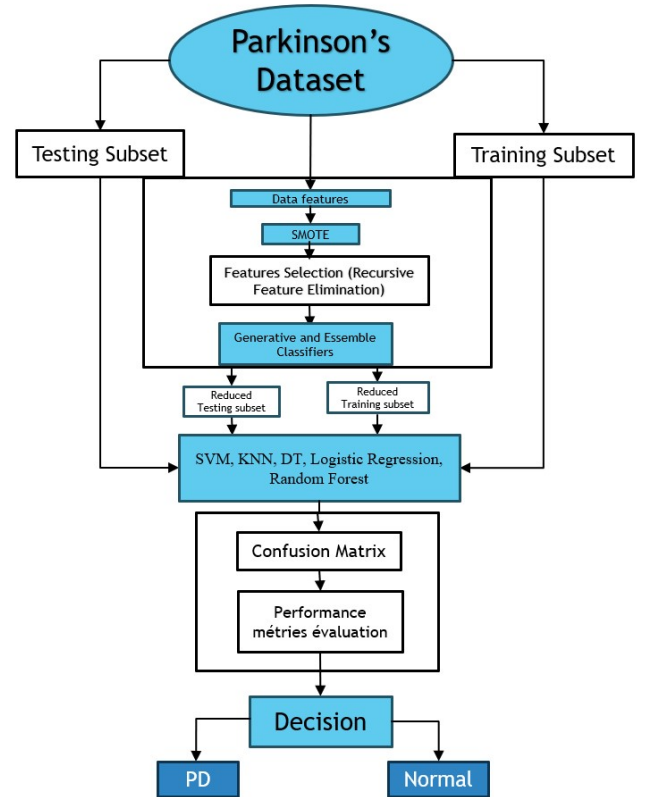 Parkinson's
Dataset
Testing Subset
Training Subset
Data features
SMOTE
Features Selection (Recursive
Feature Elimination)
Generative and Essemble
Classifiers
Reduced
Testing subset
Reduced
Training subset
SVM, KNN, DT, Logistic Regression,
Random Forest
Confusion Matrix
Performance
métries évaluation
Decision
PD
Normal